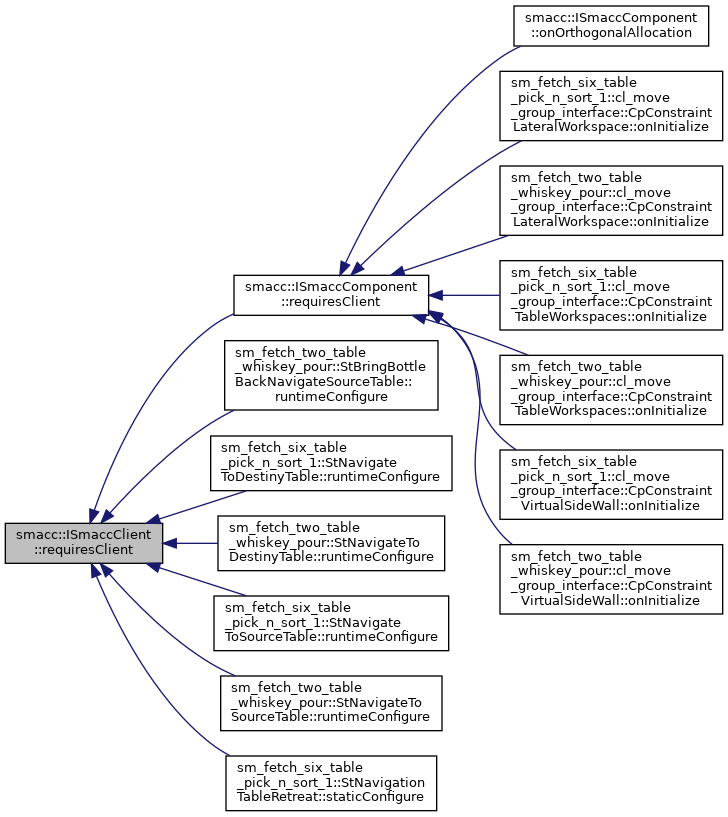 smacc::ISmaccComponent
::onOrthogonalAllocation
sm_fetch_six_table
_pick_n_sort_1::cl_move
_group_interface::CpConstraint
LateralWorkspace::onInitialize
sm_fetch_two_table
_whiskey_pour::cl_move
_group_interface::CpConstraint
LateralWorkspace::onInitialize
smacc::ISmaccComponent
::requiresClient
sm_fetch_six_table
_pick_n_sort_1::cl_move
_group_interface::CpConstraint
TableWorkspaces::onInitialize
sm_fetch_two_table
_whiskey_pour::StBringBottle
BackNavigateSourceTable::
runtimeConfigure
sm_fetch_two_table
_whiskey_pour::cl_move
_group_interface::CpConstraint
TableWorkspaces::onInitialize
sm_fetch_six_table
_pick_n_sort_1::StNavigate
ToDestinyTable::runtimeConfigure
sm_fetch_six_table
_pick_n_sort_1::cl_move
_group_interface::CpConstraint
VirtualSideWall::onInitialize
smacc::ISmaccClient
::requiresClient
sm_fetch_two_table
_whiskey_pour::StNavigateTo
DestinyTable::runtimeConfigure
sm_fetch_two_table
_whiskey_pour::cl_move
_group_interface::CpConstraint
VirtualSideWall::onInitialize
sm_fetch_six_table
_pick_n_sort_1::StNavigate
ToSourceTable::runtimeConfigure
sm_fetch_two_table
_whiskey_pour::StNavigateTo
SourceTable::runtimeConfigure
sm_fetch_six_table
_pick_n_sort_1::StNavigation
TableRetreat::staticConfigure